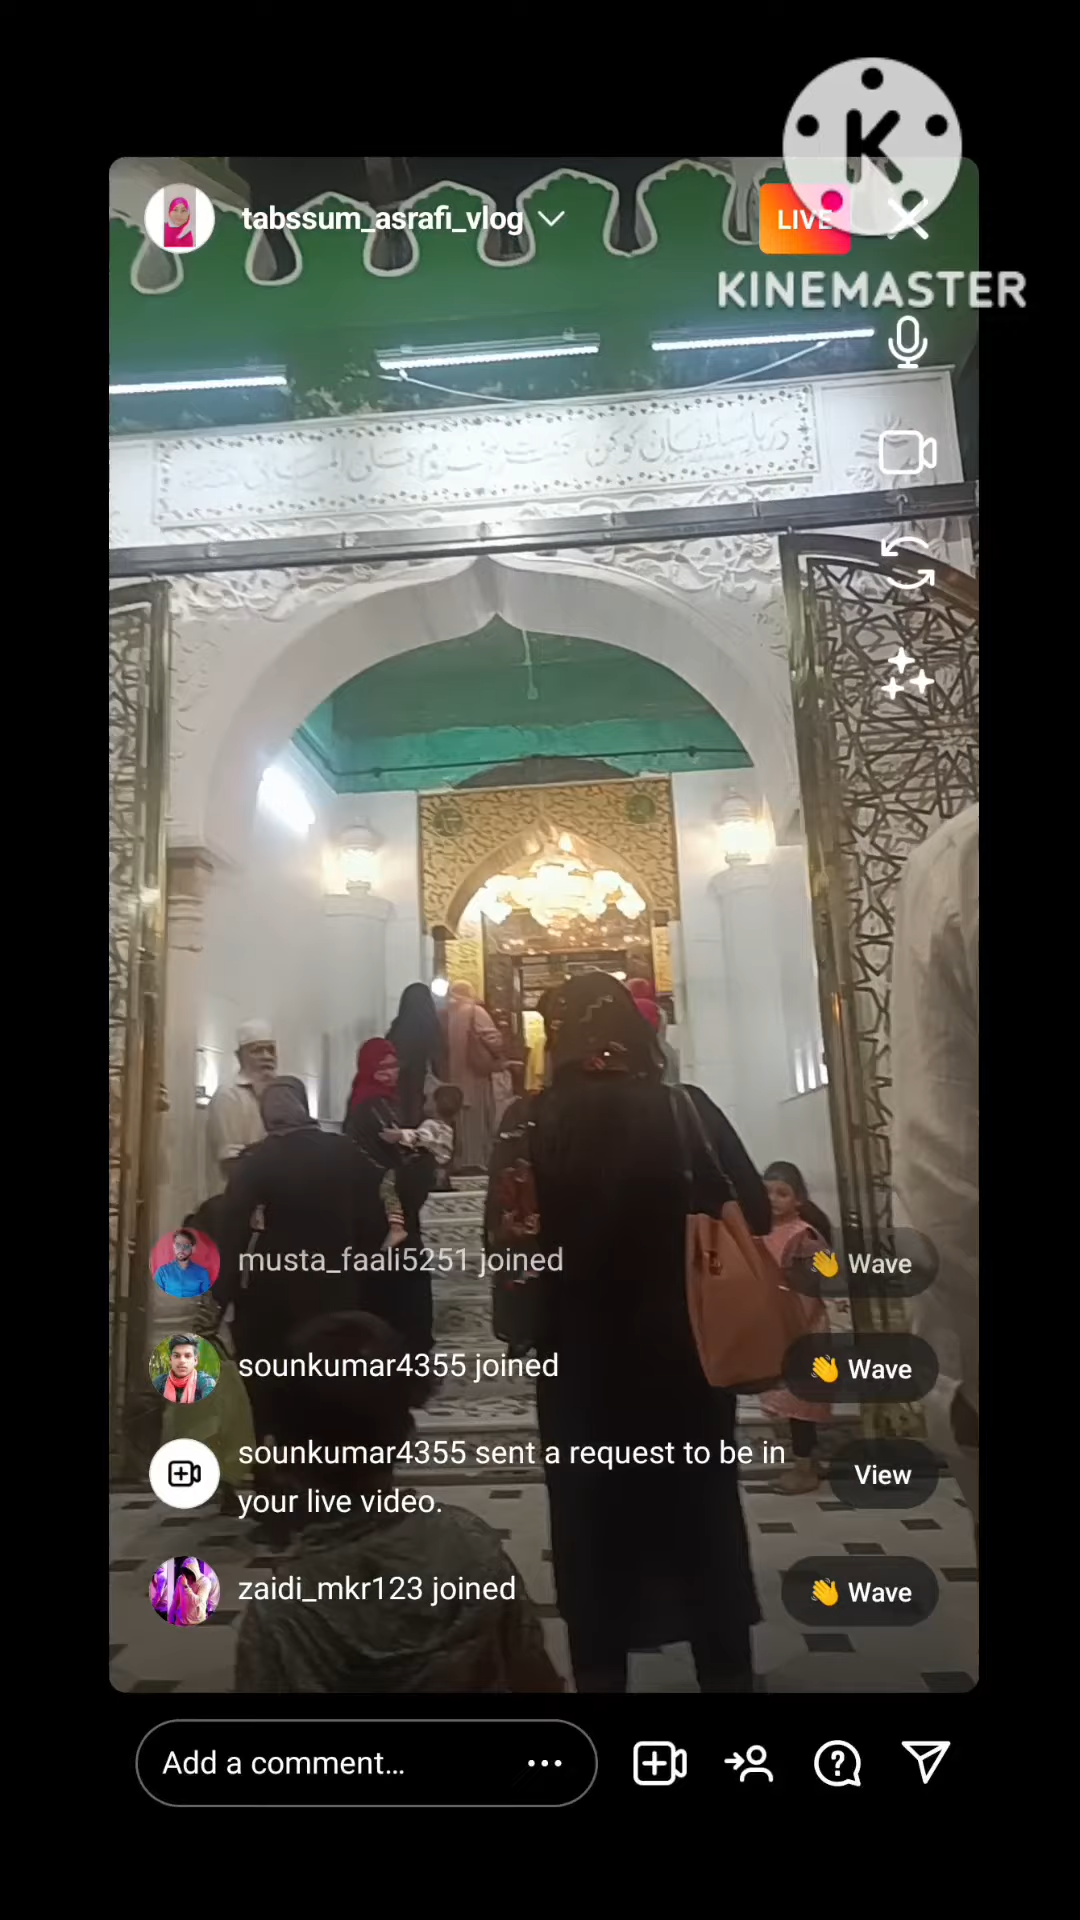 tabssum_asrafi_vlog
LIVE
K
KINEMASTER
musta_faali5251 joined
Wave
sounkumar4355 joined
Wave
sounkumar4355 sent a request to be in
your live video.
View
zaidi_mkr123 joined
Wave
Add a comment...